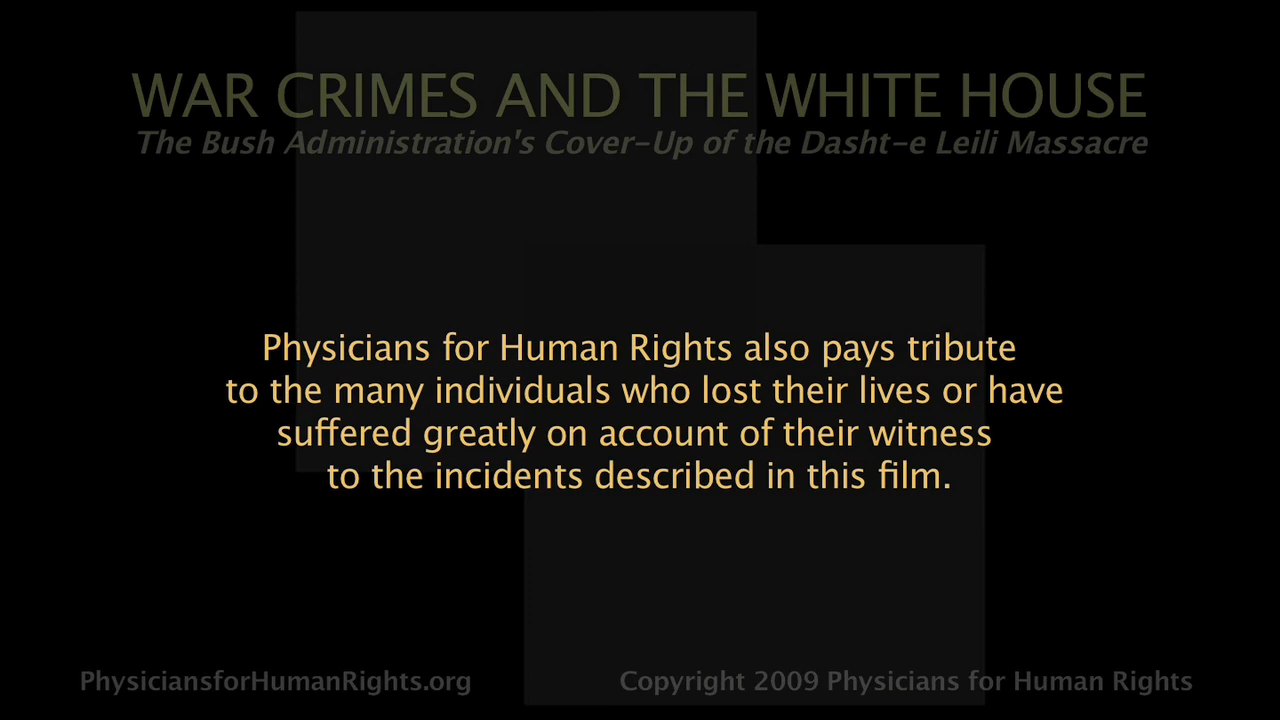 WAR CRIMES AND THE WHITE HOUSE
The Bush Administration's Cover-Up of the Dasht-e Leili Massacre
Physicians for Human Rights also pays tribute
to the many individuals who lost their lives or have
suffered greatly on account of their witness
to the incidents described in this film.
PhysiciansforHumanRights.org
Copyright 2009 Physicians for Human Rights